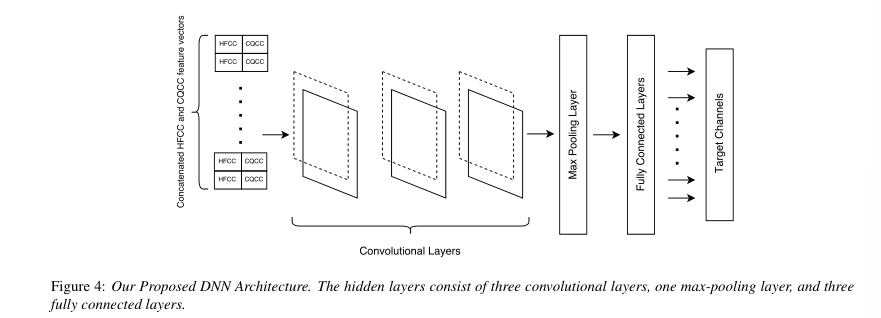 Concatenated HFCC and CQCC feature vectors
HFCC CQCC
HFCC CQCC
HFCC CQCC
HFCC CQCC
Convolutional Layers
Max Pooling Layer
Fully Connected Layers
Target Channels
Figure 4: Our Proposed DNN Architecture. The hidden layers consist of three convolutional layers, one max-pooling layer, and three
fully connected layers.